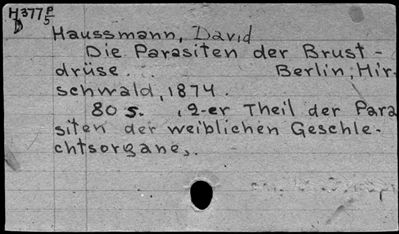 H377 P/5
D
Haussmann, David
Die Parasiten der Brust-
drüse... Berlin; Hir-
schwald, 1874.
80 s. , 2-er Theil der Para
siten der weiblichen Geschle-
chtsorgane,.